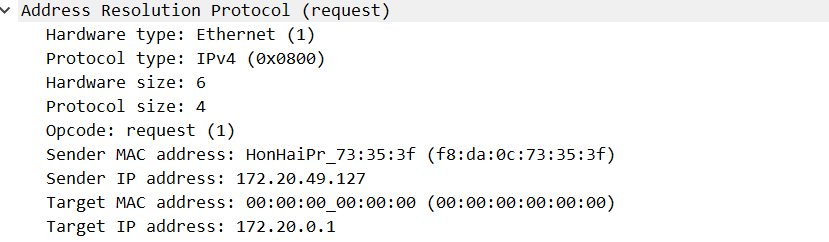 Address Resolution Protocol (request)
Hardware type: Ethernet (1)
Protocol type: IPv4 (0x0800)
Hardware size: 6
Protocol size: 4
Opcode: request (1)
Sender MAC address: HonHaiPr_73:35:3f (f8:da:0c:73:35:3f)
Sender IP address: 172.20.49.127
Target MAC address: 00:00:00_00:00:00 (00:00:00:00:00:00)
Target IP address: 172.20.0.1